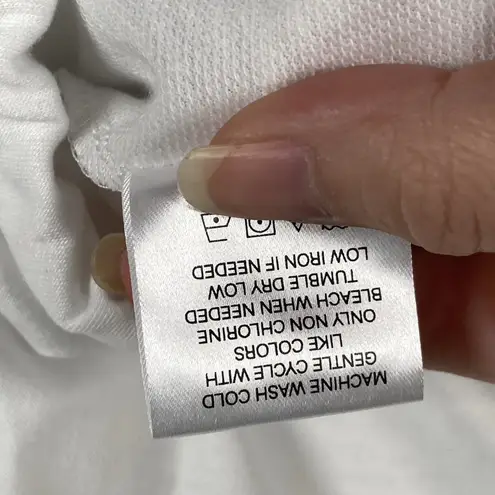 MACHINE WASH COLD
GENTLE CYCLE WITH
LIKE COLORS
ONLY NON CHLORINE
BLEACH WHEN NEEDED
TUMBLE DRY LOW
LOW IRON IF NEEDED